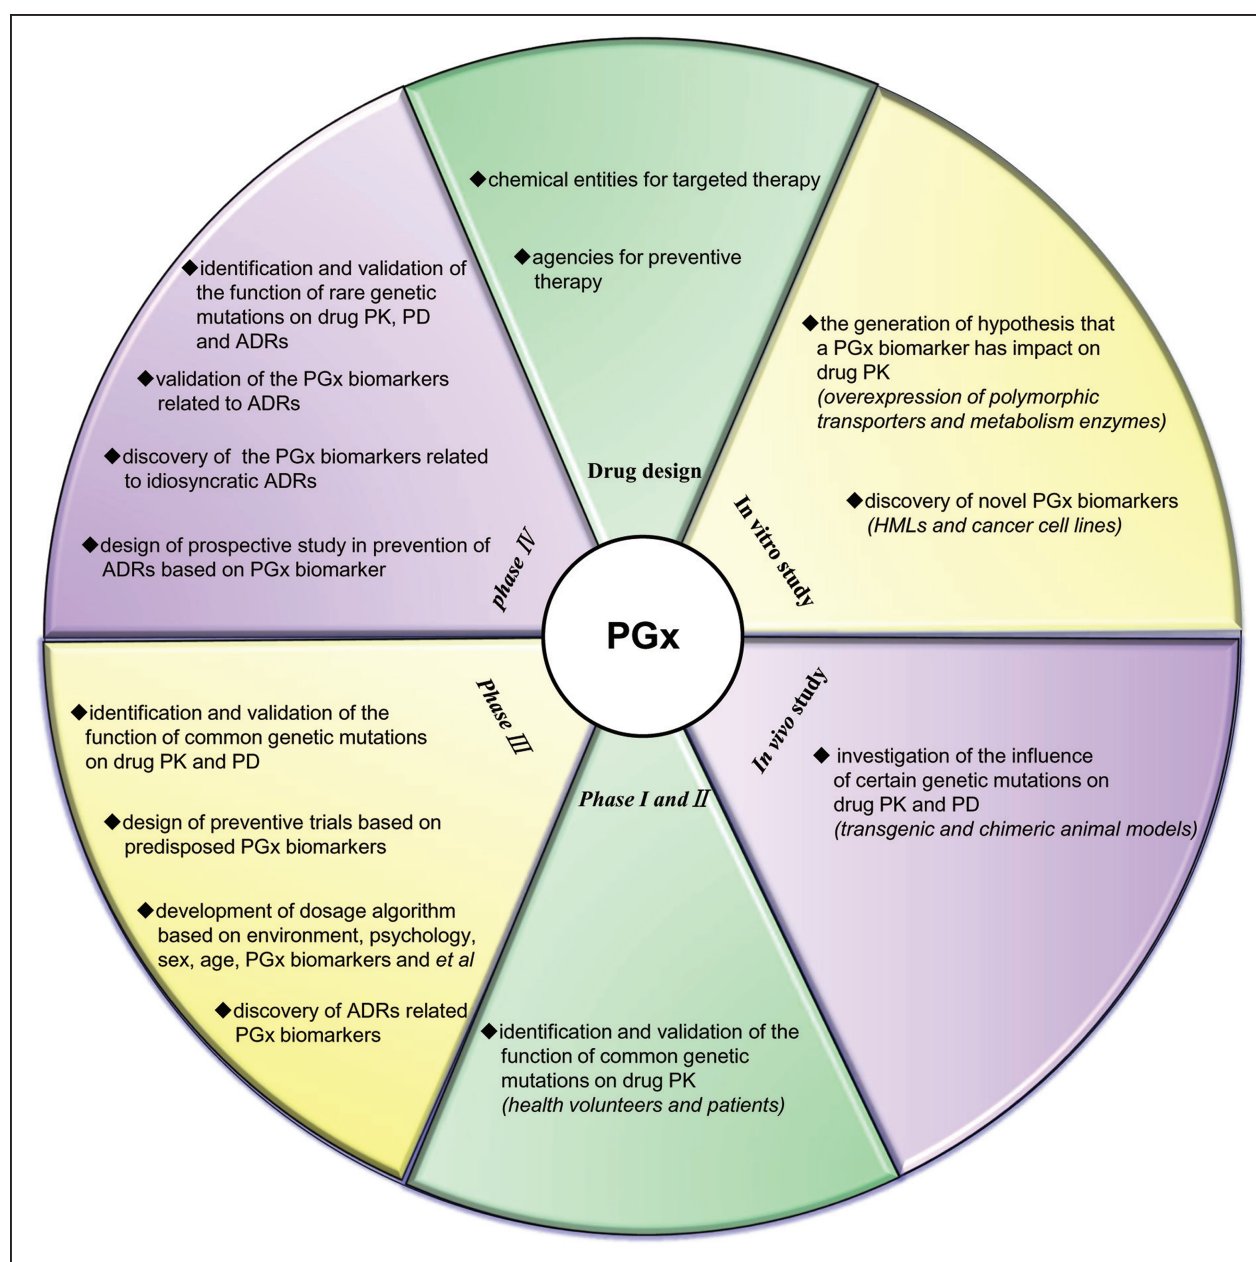 ◆chemical entities for targeted therapy
◆agencies for preventive
therapy
Drug design
◆the generation of hypothesis that
a PGx biomarker has impact on
drug PK
(overexpression of polymorphic
transporters and metabolism enzymes)
◆discovery of novel PGx biomarkers
(HMLs and cancer cell lines)
In vitro study
◆ investigation of the influence
of certain genetic mutations on
drug PK and PD
(transgenic and chimeric animal models)
In vivo study
Phase I and II
◆identification and validation of the
function of common genetic
mutations on drug PK
(health volunteers and patients)
Phase III
◆identification and validation of the
function of common genetic mutations
on drug PK and PD
◆design of preventive trials based on
predisposed PGx biomarkers
◆development of dosage algorithm
based on environment, psychology,
sex, age, PGx biomarkers and et al
◆discovery of ADRs related
PGx biomarkers
◆identification and validation of
the function of rare genetic
mutations on drug PK, PD
and ADRs
◆validation of the PGx biomarkers
related to ADRs
◆discovery of the PGx biomarkers related
to idiosyncratic ADRs
◆design of prospective study in prevention of
ADRs based on PGx biomarker
phase IV
PGx